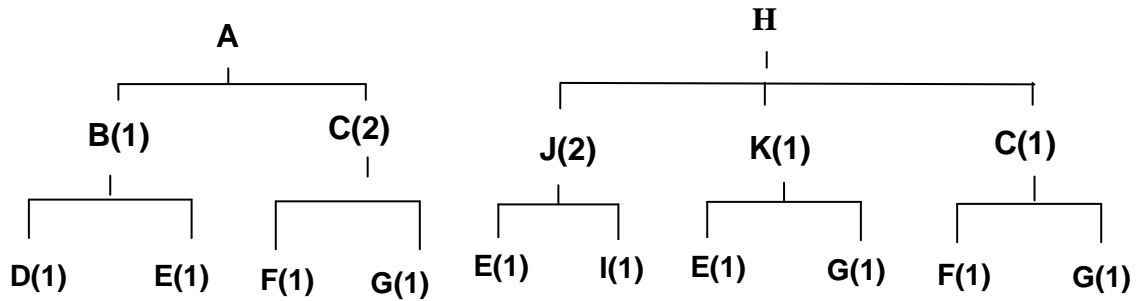 A H
B(1) C(2) J(2) K(1) C(1)
D(1) E(1) F(1) G(1) E(1) I(1) E(1) G(1) F(1) G(1)